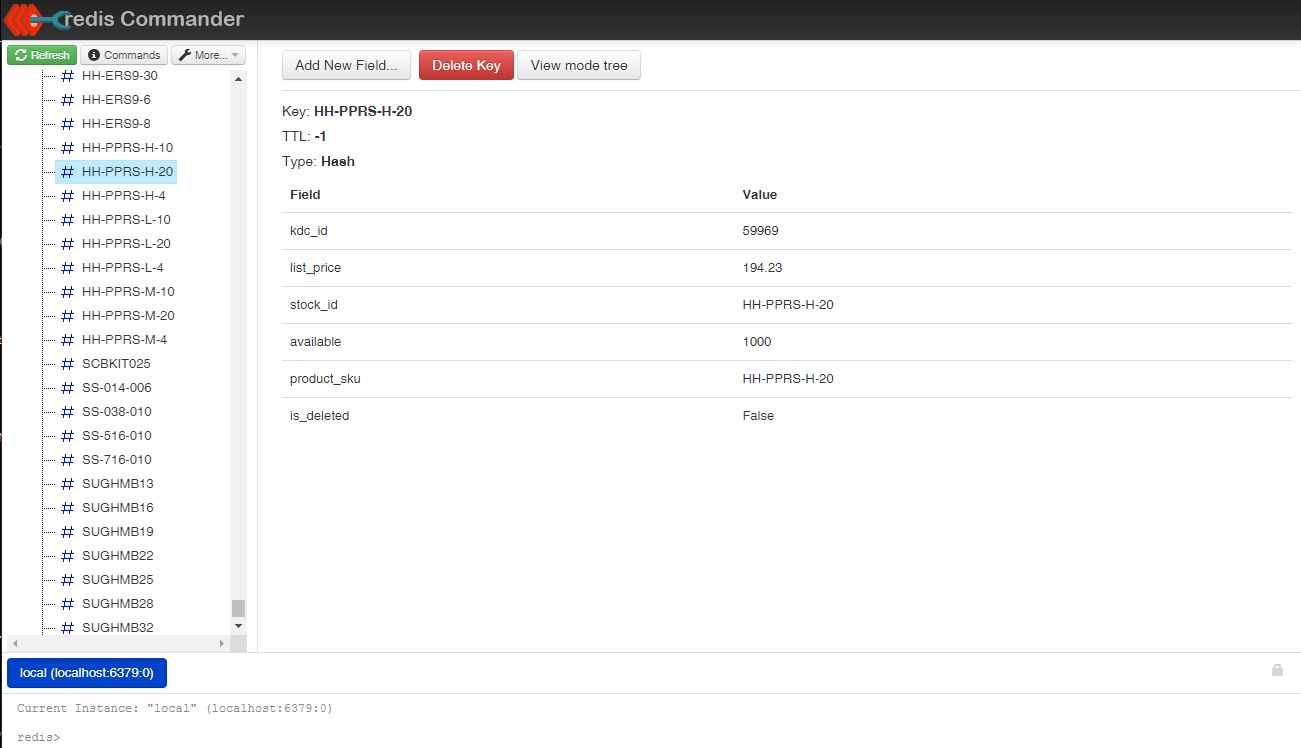 redis Commander
Refresh Commands More...
# HH-ERS9-30
# HH-ERS9-6
# HH-ERS9-8
# HH-PPRS-H-10
# HH-PPRS-H-20
# HH-PPRS-H-4
# HH-PPRS-L-10
# HH-PPRS-L-20
# HH-PPRS-L-4
# HH-PPRS-M-10
# HH-PPRS-M-20
# HH-PPRS-M-4
# SCBKIT025
# SS-014-006
# SS-038-010
# SS-516-010
# SS-716-010
# SUGHMB13
# SUGHMB16
# SUGHMB19
# SUGHMB22
# SUGHMB25
# SUGHMB28
# SUGHMB32
Add New Field... Delete Key View mode tree
Key: HH-PPRS-H-20
TTL: -1
Type: Hash
Field Value
kdc_id 59969
list_price 194.23
stock_id HH-PPRS-H-20
available 1000
product_sku HH-PPRS-H-20
is_deleted False
local (localhost:6379:0)
Current Instance: "local" (localhost:6379:0)
redis>